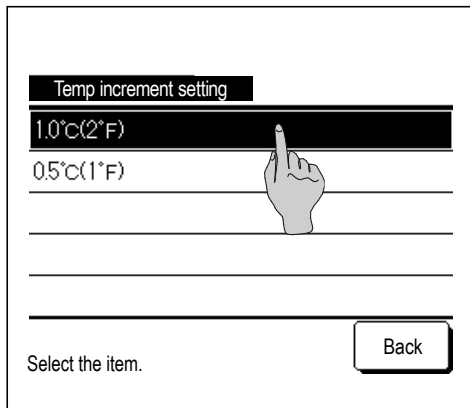 Temp increment setting
1.0°C(2°F)
0.5°C(1°F)
Back
Select the item.